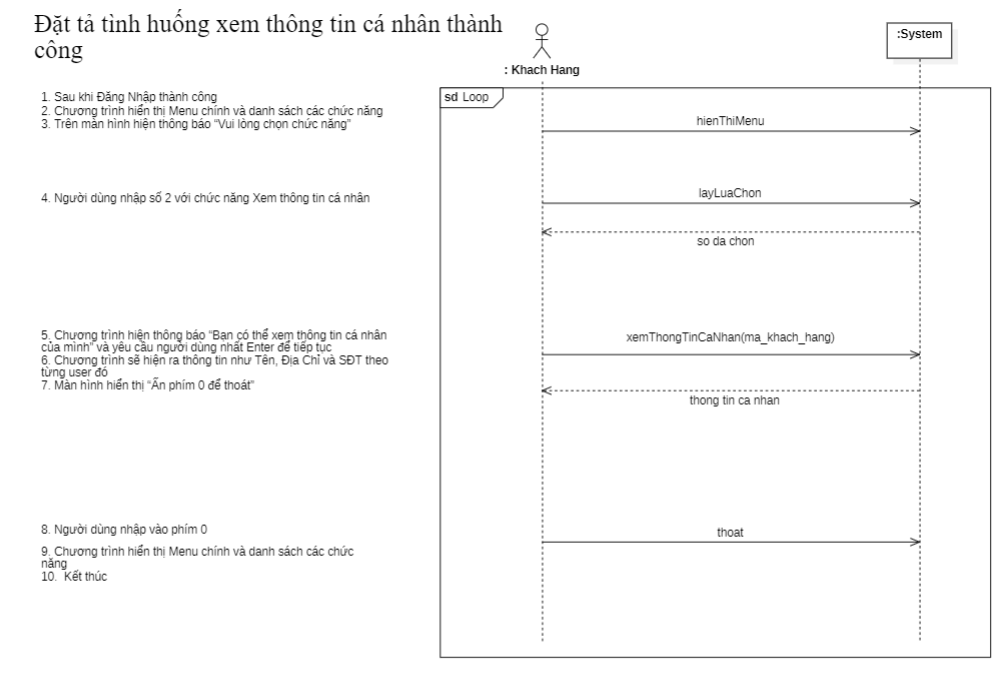 Đặt tả tình huống xem thông tin cá nhân thành
công
: Khach Hang
:System
sd Loop
1. Sau khi Đăng Nhập thành công
2. Chương trình hiển thị Menu chính và danh sách các chức năng
3. Trên màn hình hiện thông báo "Vui lòng chọn chức năng"
hienThiMenu
4. Người dùng nhập số 2 với chức năng Xem thông tin cá nhân
layLuaChon
so da chon
5. Chương trình hiện thông báo "Bạn có thể xem thông tin cá nhân
của mình" và yêu cầu người dùng nhất Enter để tiếp tục
6. Chương trình sẽ hiện ra thông tin như Tên, Địa Chỉ và SĐT theo
từng user đó
7. Màn hình hiển thị "Ấn phím 0 để thoát"
xemThongTinCaNhan(ma_khach_hang)
thong tin ca nhan
8. Người dùng nhập vào phím 0
9. Chương trình hiển thị Menu chính và danh sách các chức
năng
10. Kết thúc
thoat